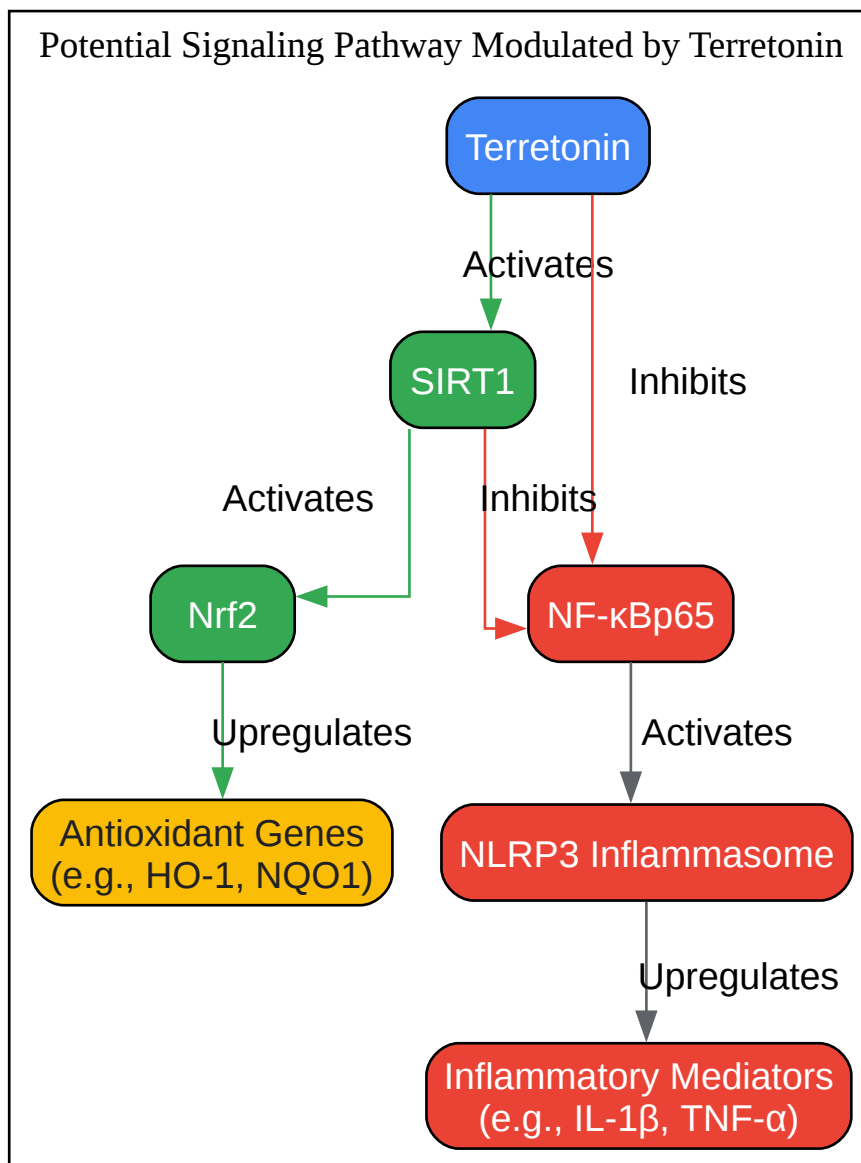 Potential Signaling Pathway Modulated by Terretonin
Terretonin
Activates
SIRT1
Inhibits
Activates
Inhibits
Nrf2
NF-κBp65
Upregulates
Activates
Antioxidant Genes
(e.g., HO-1, NQO1)
NLRP3 Inflammasome
Upregulates
Inflammatory Mediators
(e.g., IL-1β, TNF-α)